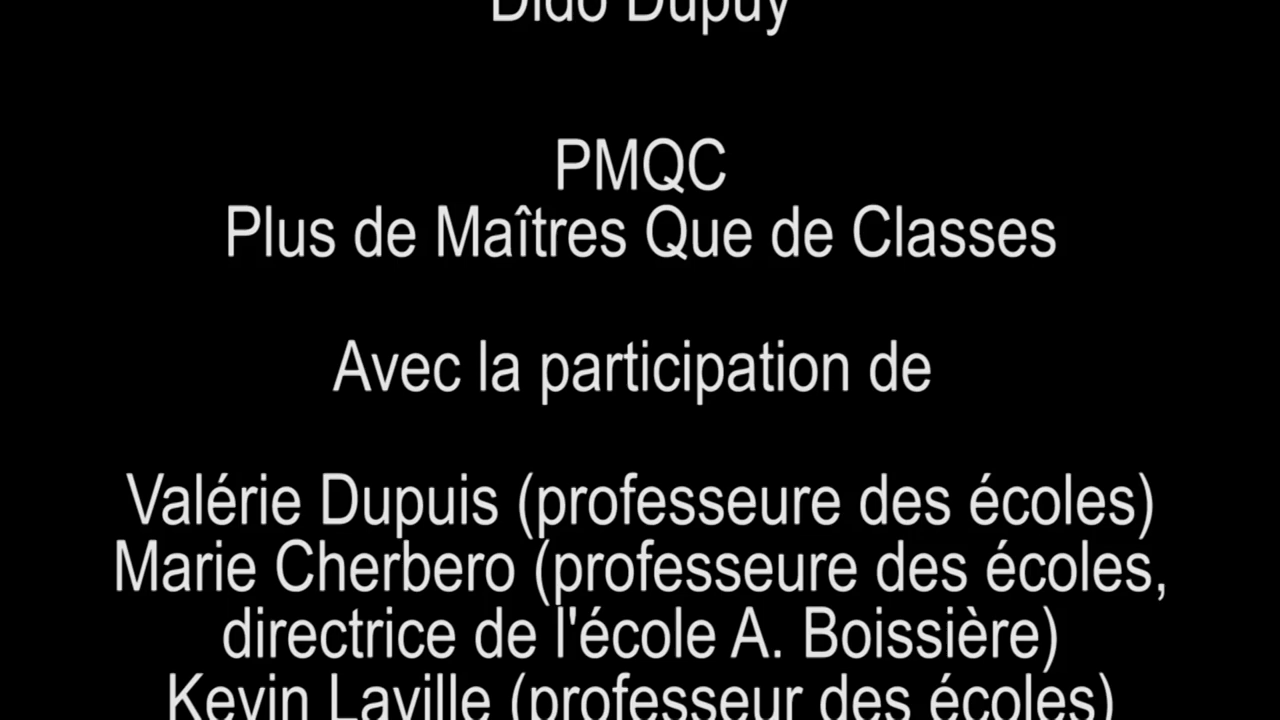 Dido Dupuy
PMQC
Plus de Maîtres Que de Classes
Avec la participation de
Valérie Dupuis (professeure des écoles)
Marie Cherbero (professeure des écoles,
directrice de l'école A. Boissière)
Kevin Laville (professeur des écoles)